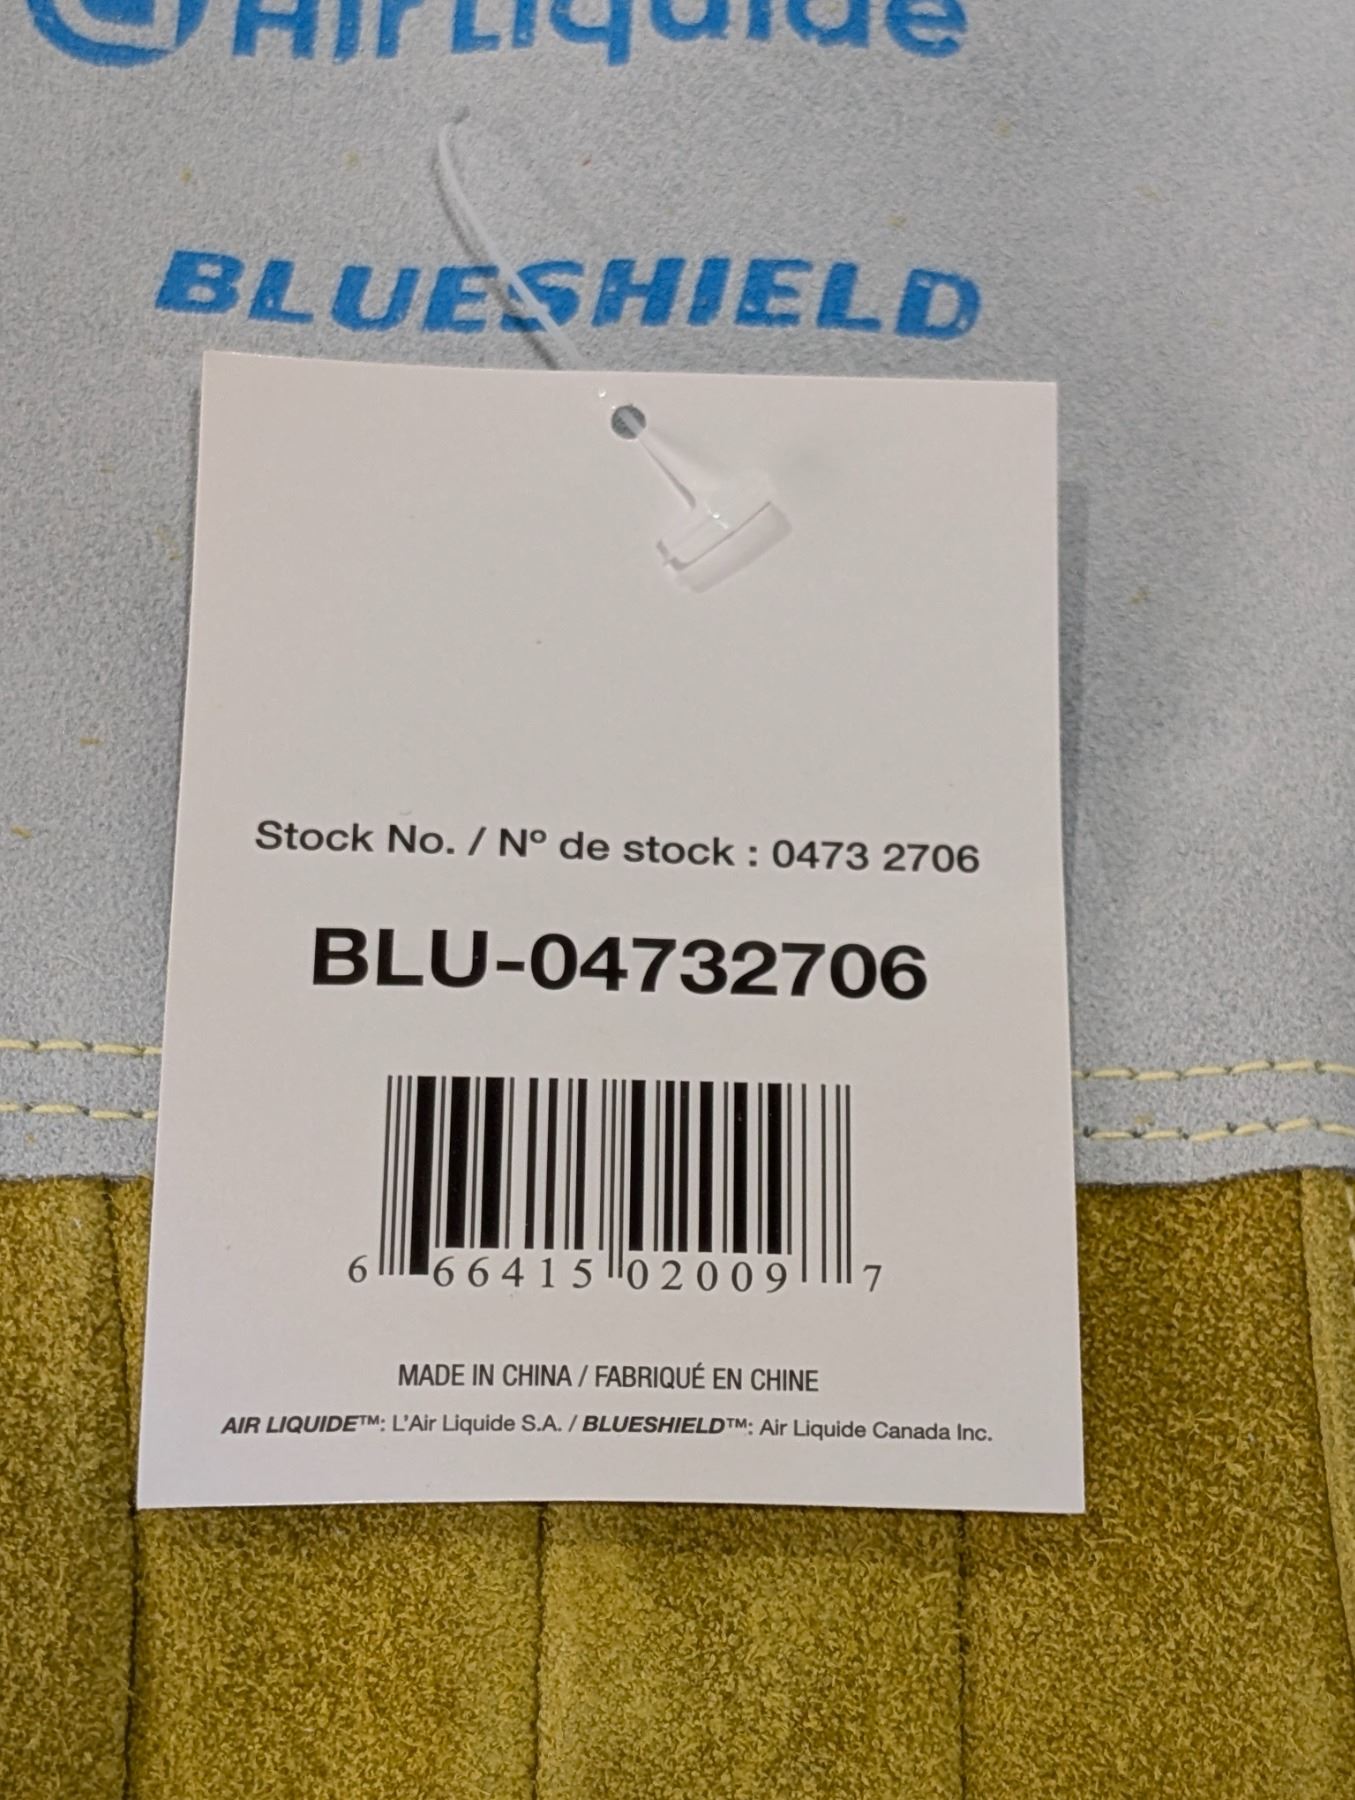 AirLiquide
BLUESHIELD
Stock No. / Nº de stock : 0473 2706
BLU-04732706
6 66415 02009 7
MADE IN CHINA / FABRIQUÉ EN CHINE
AIR LIQUIDE™: L'Air Liquide S.A. / BLUESHIELD™: Air Liquide Canada Inc.